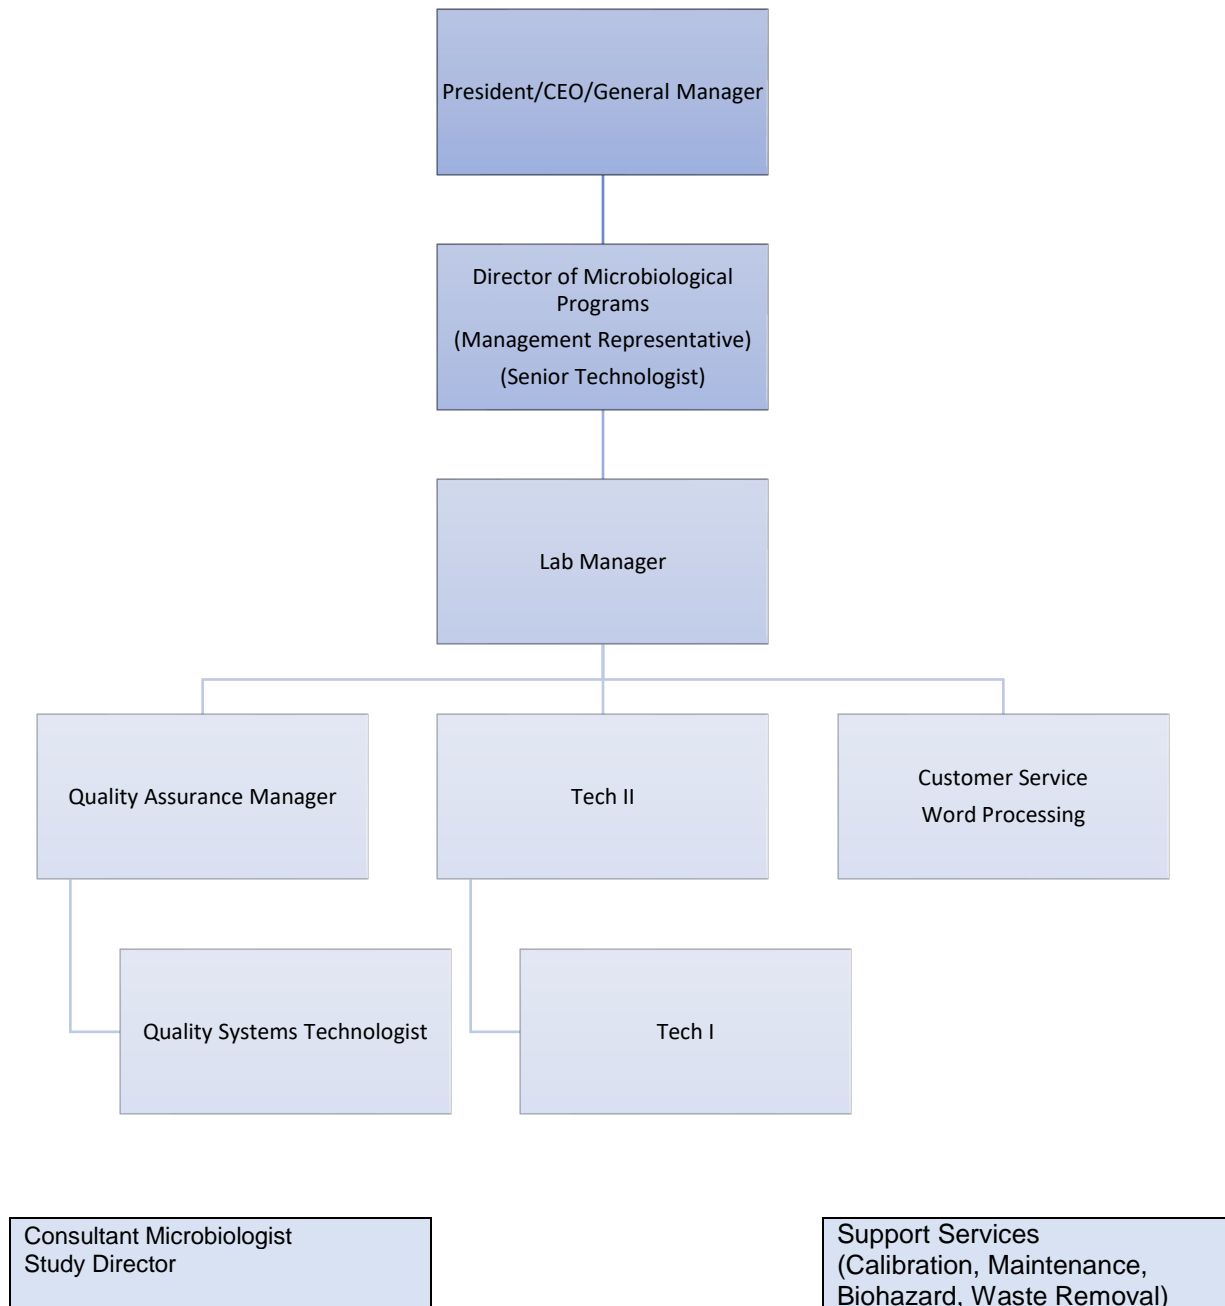 President/CEO/General Manager
Director of Microbiological
Programs
(Management Representative)
(Senior Technologist)
Lab Manager
Quality Assurance Manager
Tech II
Customer Service
Word Processing
Quality Systems Technologist
Tech I
Consultant Microbiologist
Study Director
Support Services
(Calibration, Maintenance,
Biohazard, Waste Removal)